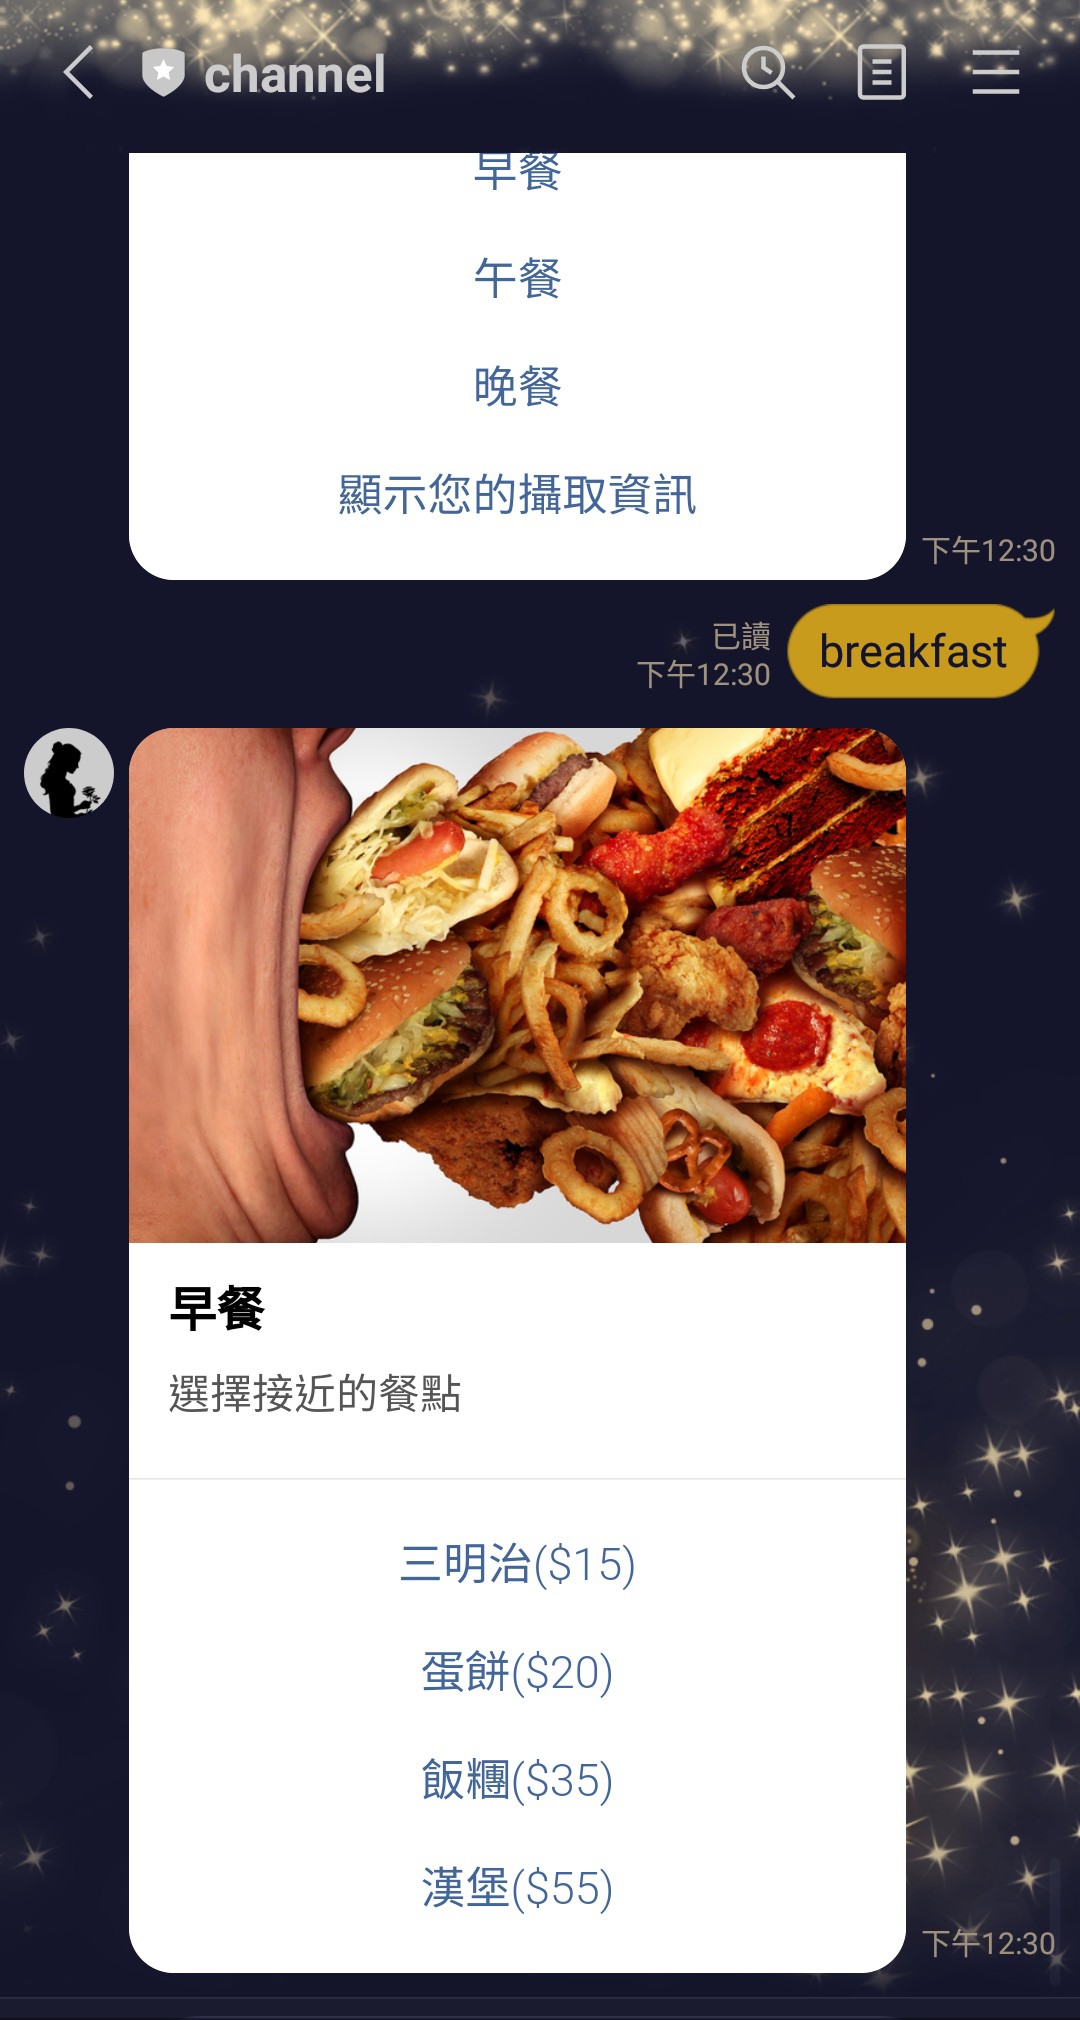 channel
早餐
午餐
晚餐
顯示您的攝取資訊
下午12:30
已讀
下午12:30
breakfast
早餐
選擇接近的餐點
三明治($15)
蛋餅($20)
飯糰($35)
漢堡($55)
下午12:30